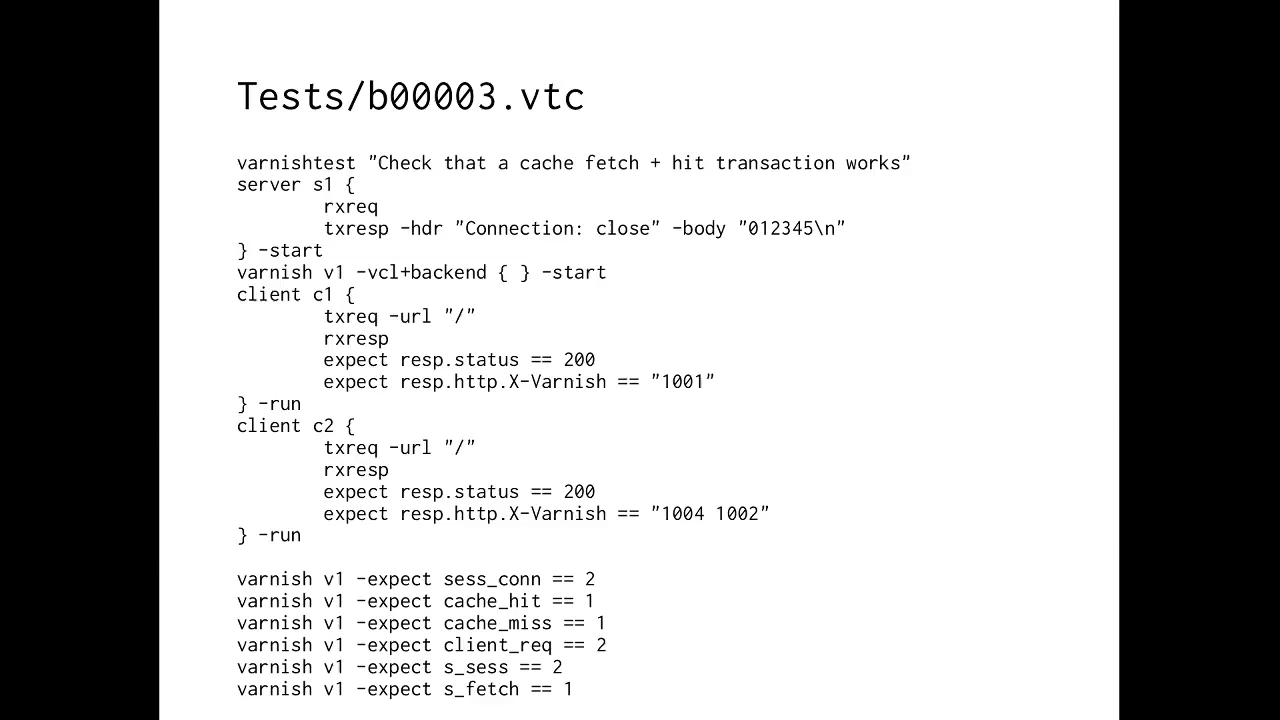 Tests/b00003.vtc
varnishtest "Check that a cache fetch + hit transaction works"
server s1 {
rxreq
txresp -hdr "Connection: close" -body "012345\n"
} -start
varnish v1 -vcl+backend { } -start
client c1 {
txreq -url "/"
rxresp
expect resp.status == 200
expect resp.http.X-Varnish == "1001"
} -run
client c2 {
txreq -url "/"
rxresp
expect resp.status == 200
expect resp.http.X-Varnish == "1004 1002"
} -run
varnish v1 -expect sess_conn == 2
varnish v1 -expect cache_hit == 1
varnish v1 -expect cache_miss == 1
varnish v1 -expect client_req == 2
varnish v1 -expect s_sess == 2
varnish v1 -expect s_fetch == 1